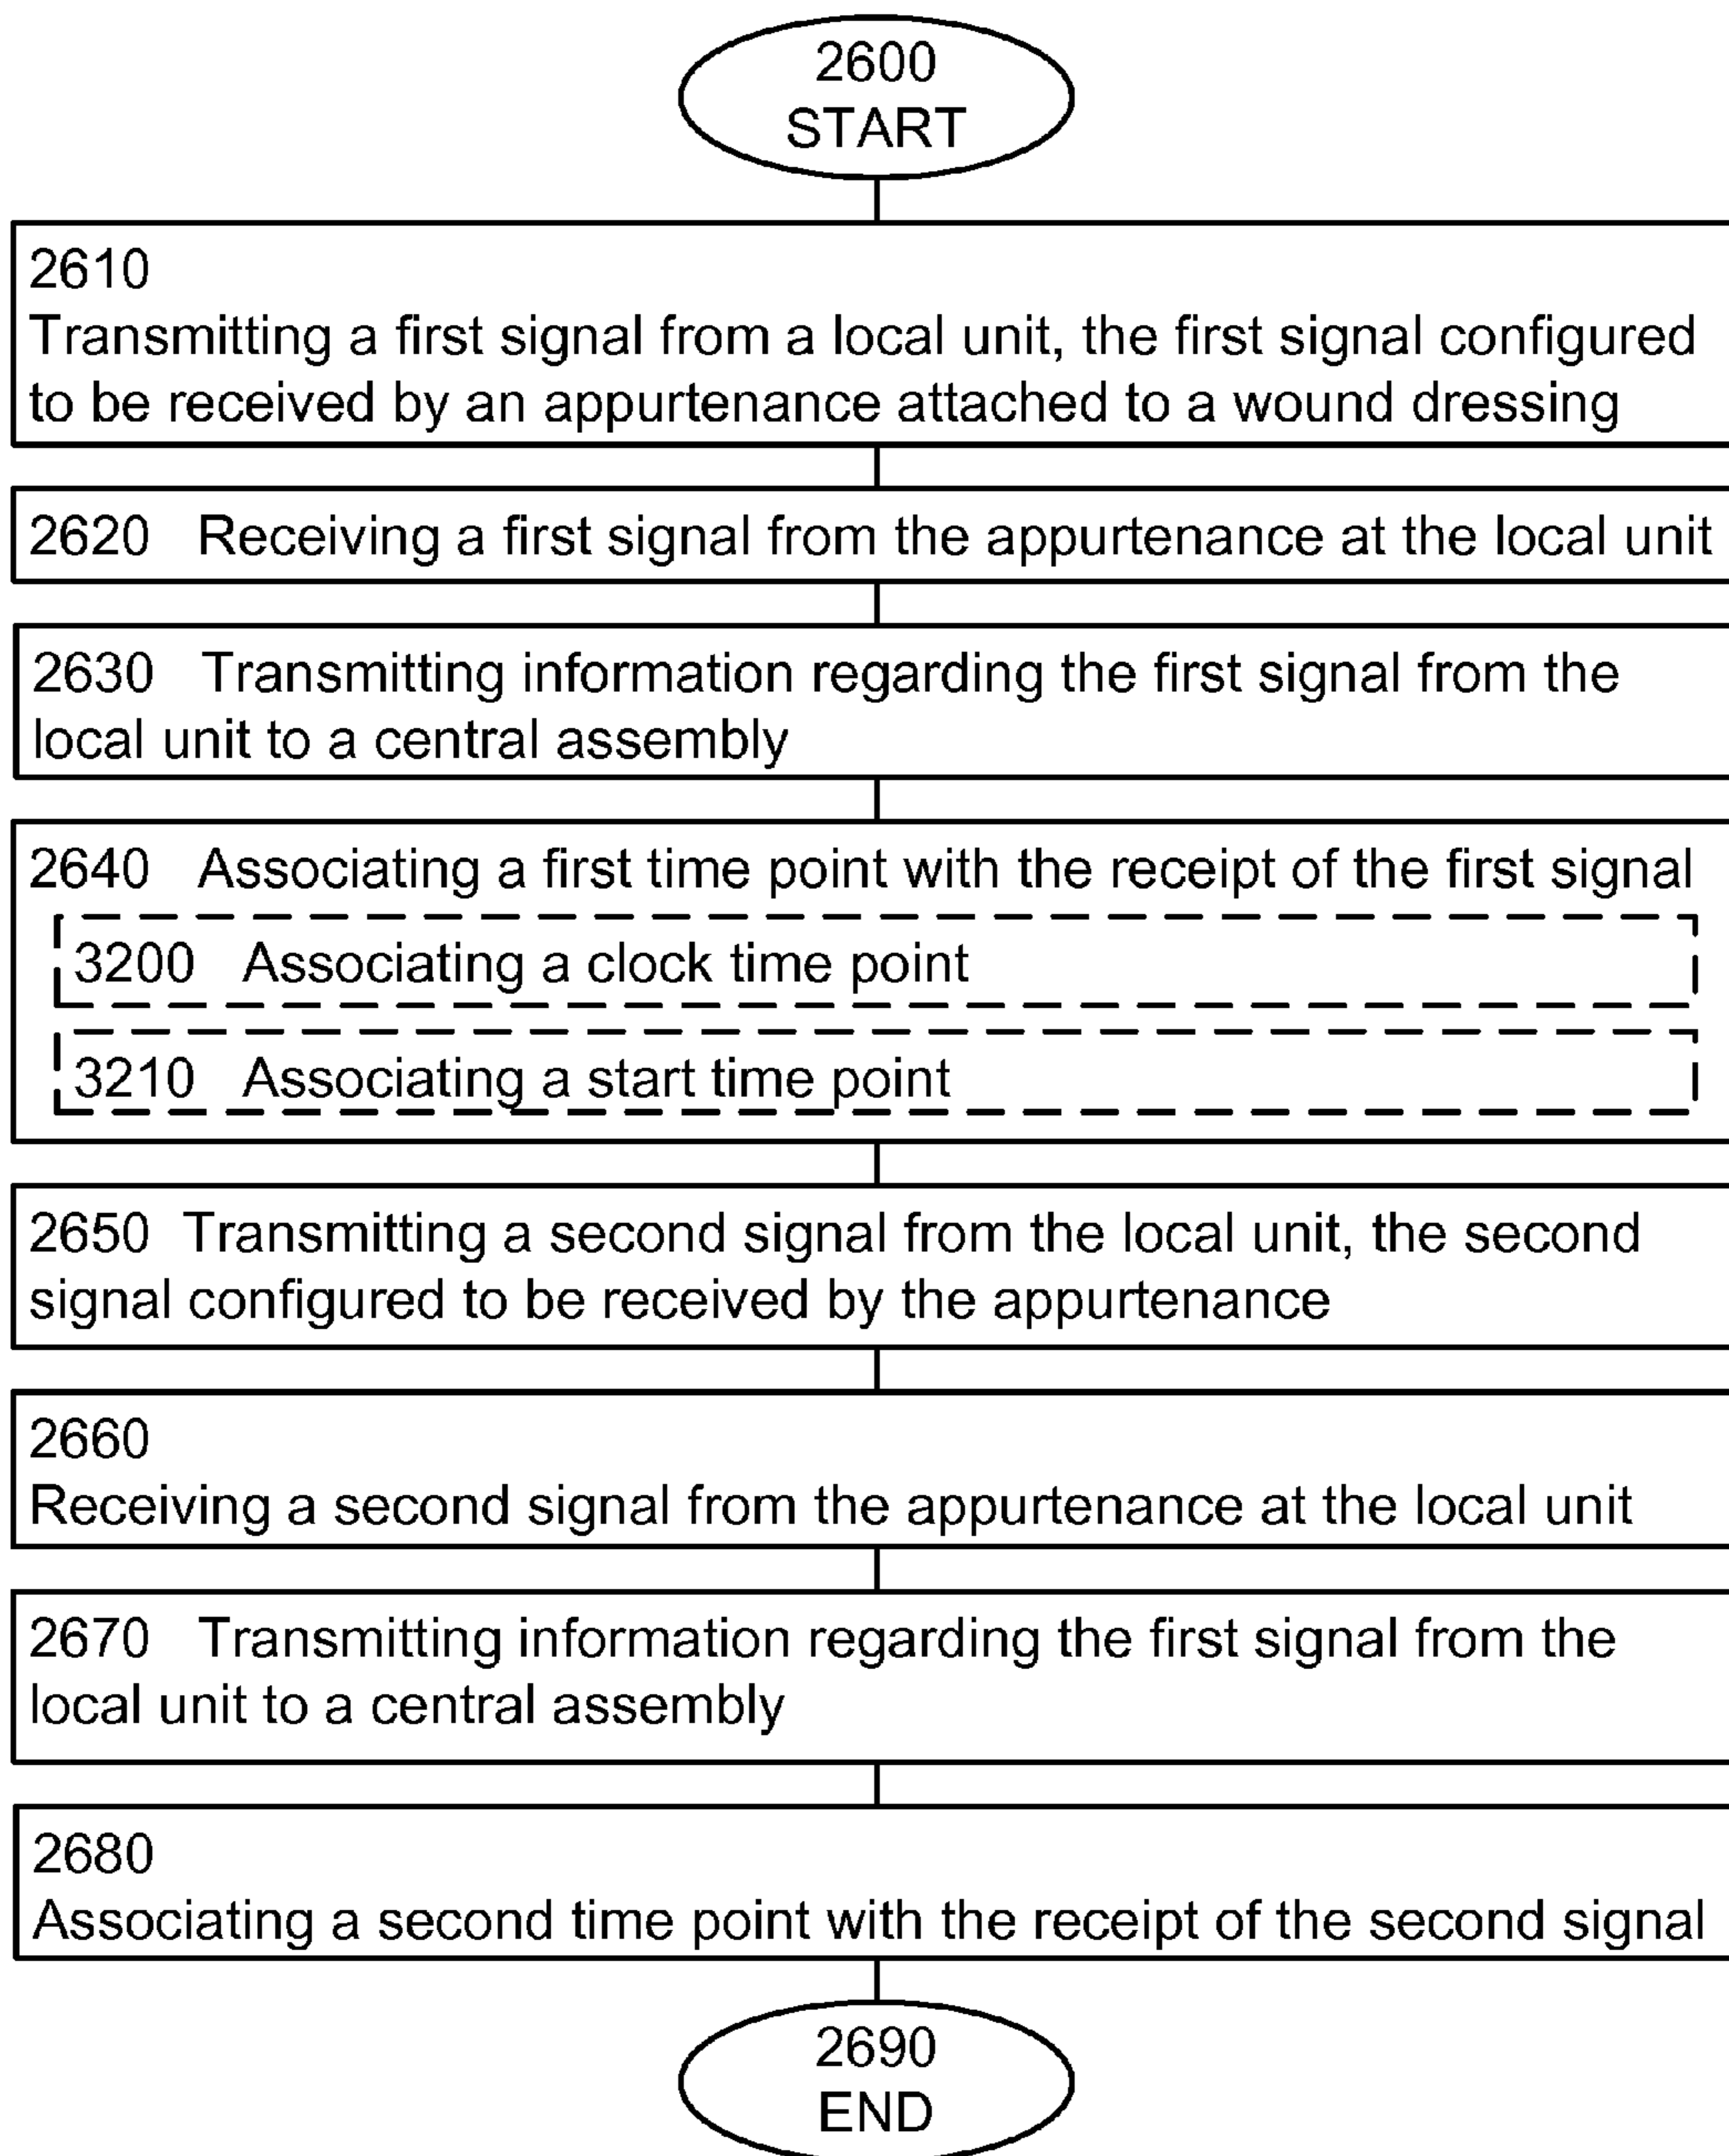 2600
START
2610
Transmitting a first signal from a local unit, the first signal configured
to be received by an appurtenance attached to a wound dressing
2620 Receiving a first signal from the appurtenance at the local unit
2630 Transmitting information regarding the first signal from the
local unit to a central assembly
2640 Associating a first time point with the receipt of the first signal
3200 Associating a clock time point
3210 Associating a start time point
2650 Transmitting a second signal from the local unit, the second
signal configured to be received by the appurtenance
2660
Receiving a second signal from the appurtenance at the local unit
2670 Transmitting information regarding the first signal from the
local unit to a central assembly
2680
Associating a second time point with the receipt of the second signal
2690
END